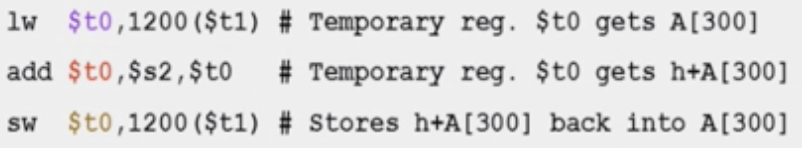 lw $t0,1200($t1) # Temporary reg. $t0 gets A[300]
add $t0,$s2,$t0 # Temporary reg. $t0 gets h+A[300]
sw $t0,1200($t1) # Stores h+A[300] back into A[300]